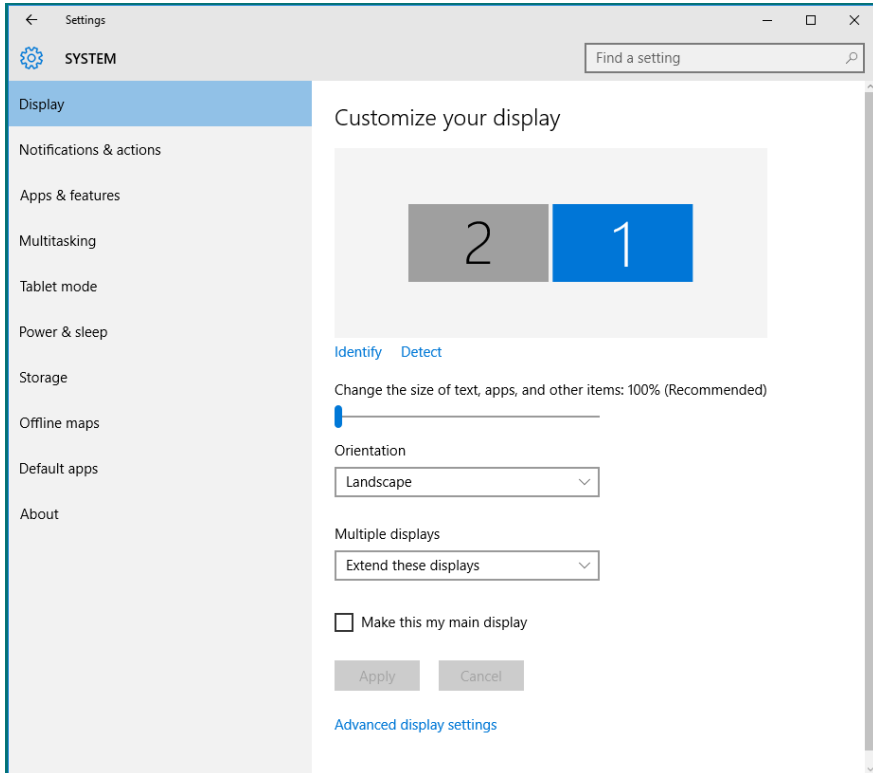 Settings
SYSTEM
Find a setting
Display
Notifications & actions
Apps & features
Multitasking
Tablet mode
Power & sleep
Storage
Offline maps
Default apps
About
Customize your display
2 1
Identify Detect
Change the size of text, apps, and other items: 100% (Recommended)
Orientation
Landscape
Multiple displays
Extend these displays
Make this my main display
Apply Cancel
Advanced display settings